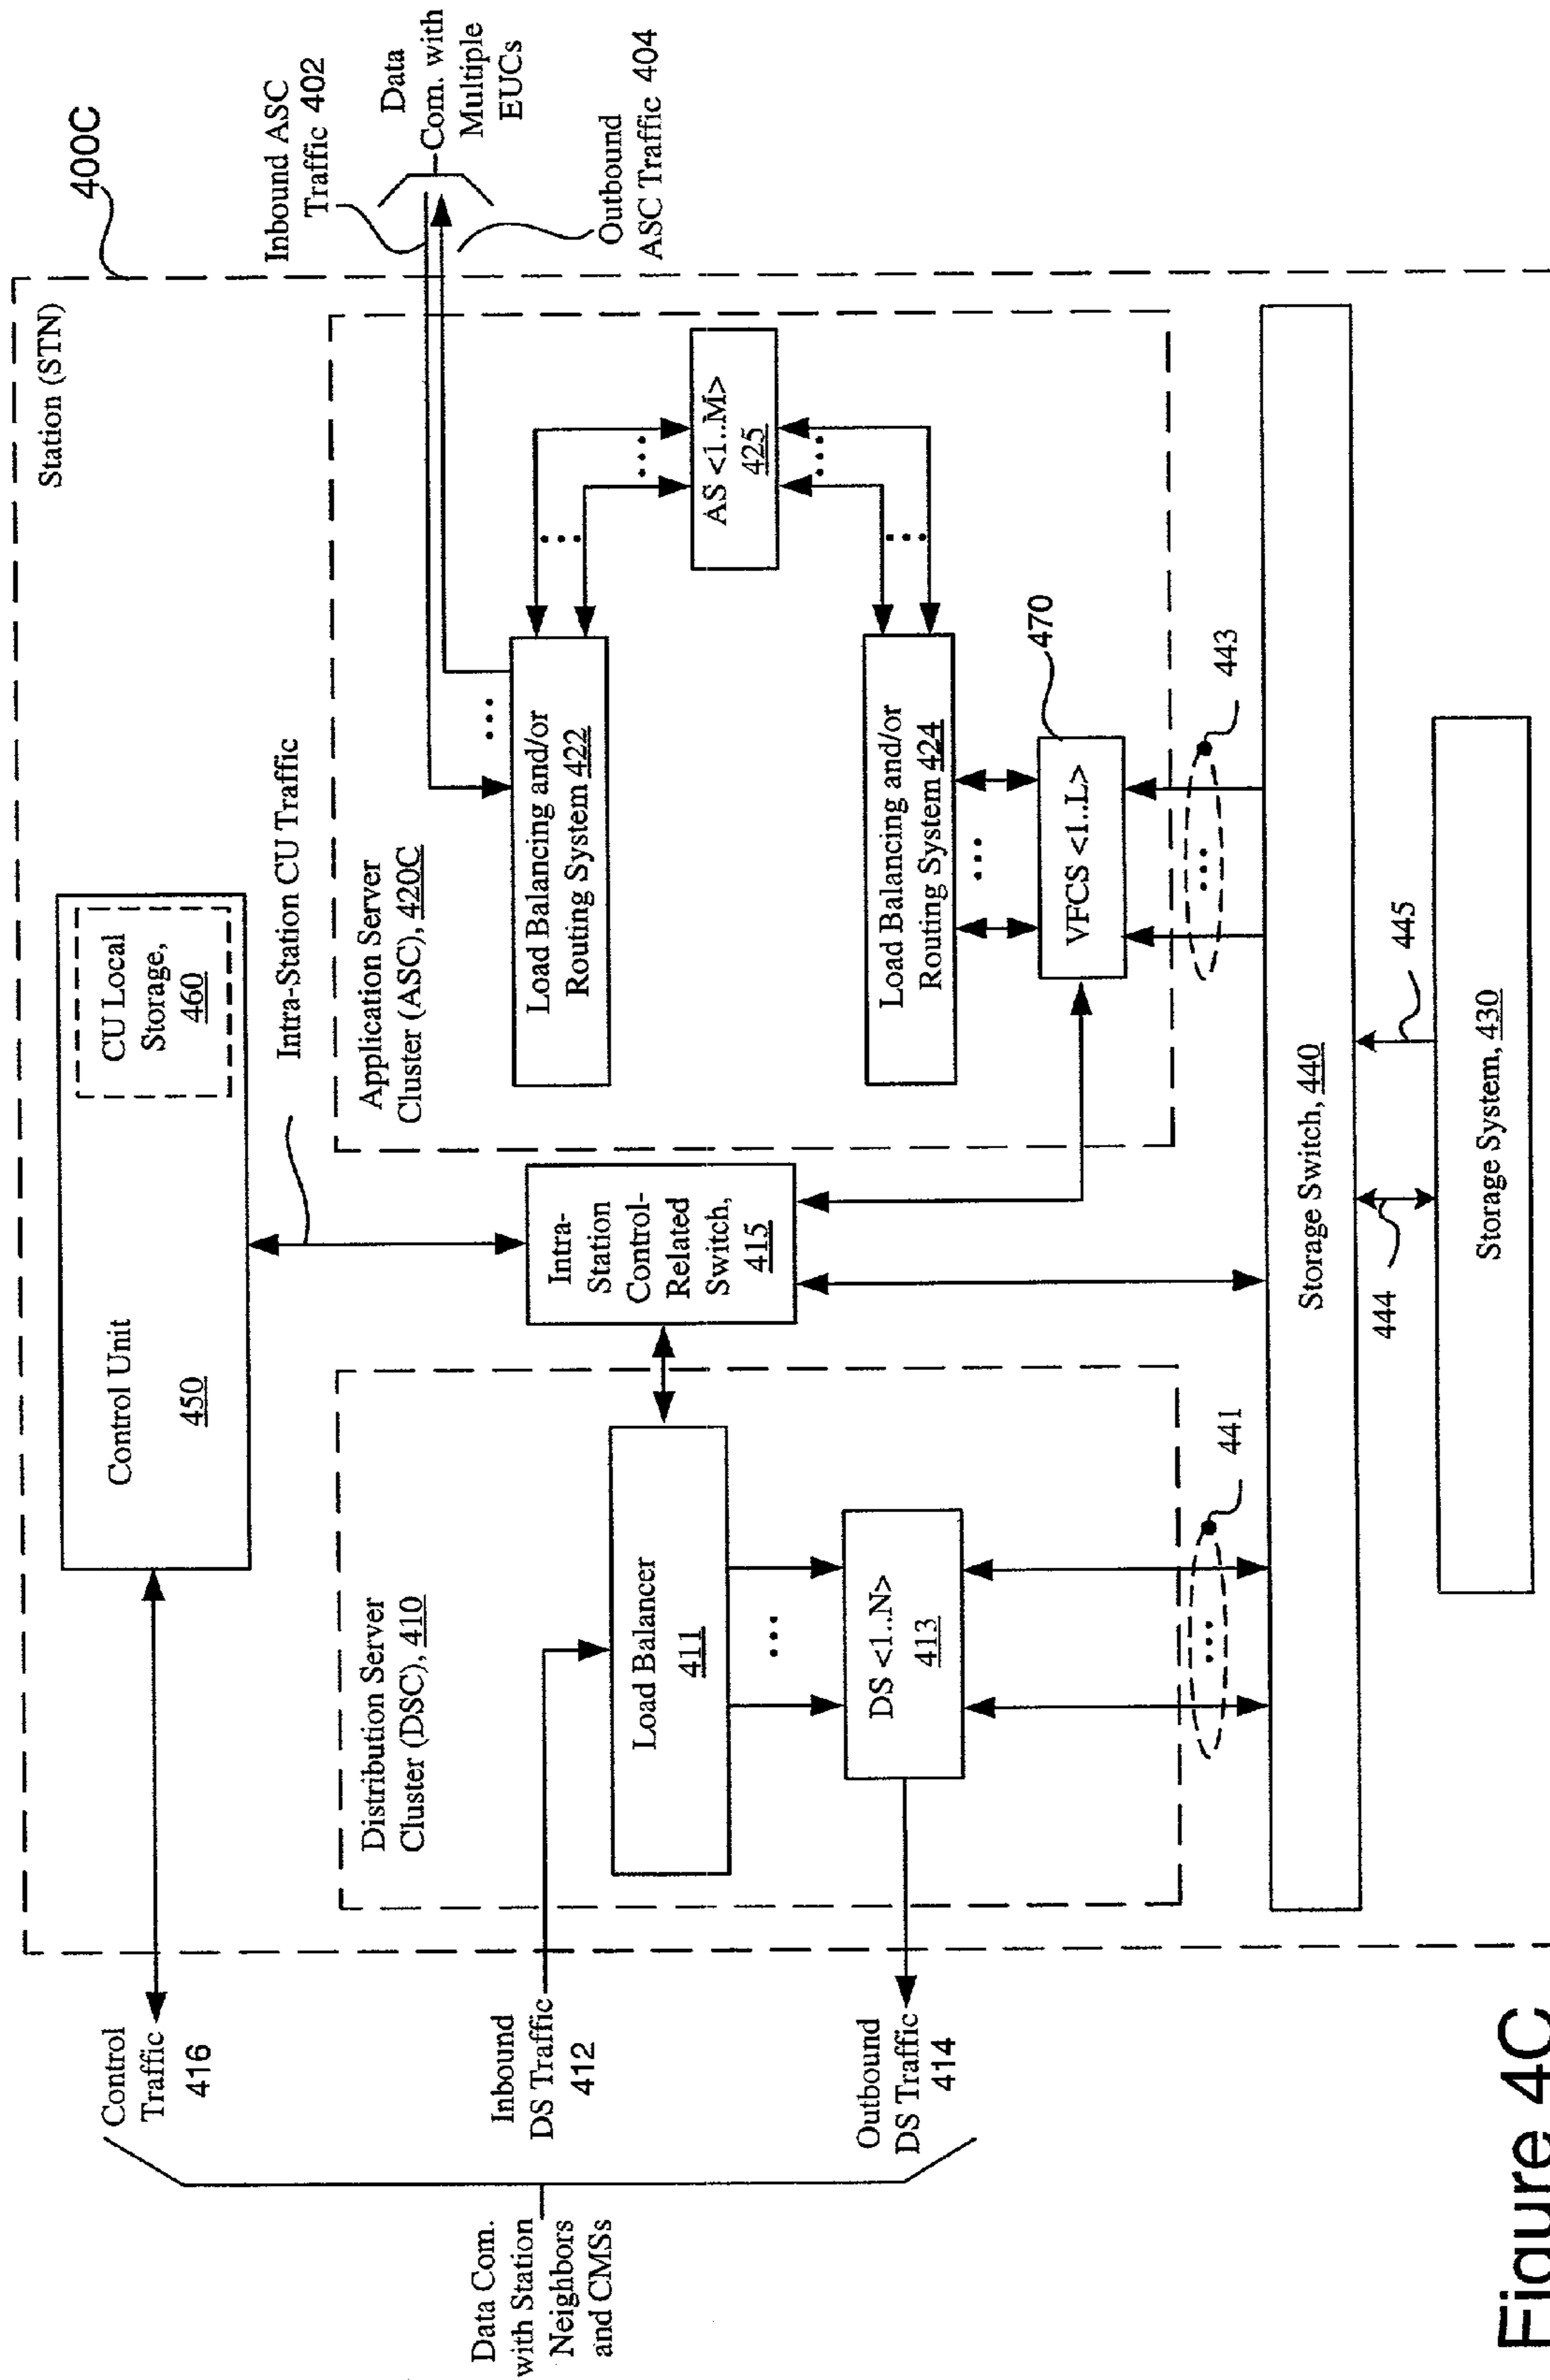 400C
Station (STN)
Control Unit
450
CU Local
Storage,
460
Control
Traffic
416
Intra-Station CU Traffic
Inbound ASC
Traffic 402
Data
Com. with
Multiple
EUCs
Outbound
ASC Traffic 404
Data Com.
with Station
Neighbors
and CMSs
Inbound
DS Traffic
412
Outbound
DS Traffic
414
Distribution Server
Cluster (DSC), 410
Load Balancer
411
...
DS <1..N>
413
...
441
Intra-
Station
Control-
Related
Switch,
415
Application Server
Cluster (ASC), 420C
...
Load Balancing and/or
Routing System 422
...
...
AS <1..M>
425
...
...
Load Balancing and/or
Routing System 424
...
470
VFCS <1..L>
...
443
Storage Switch, 440
444
445
Storage System, 430
Figure 4C